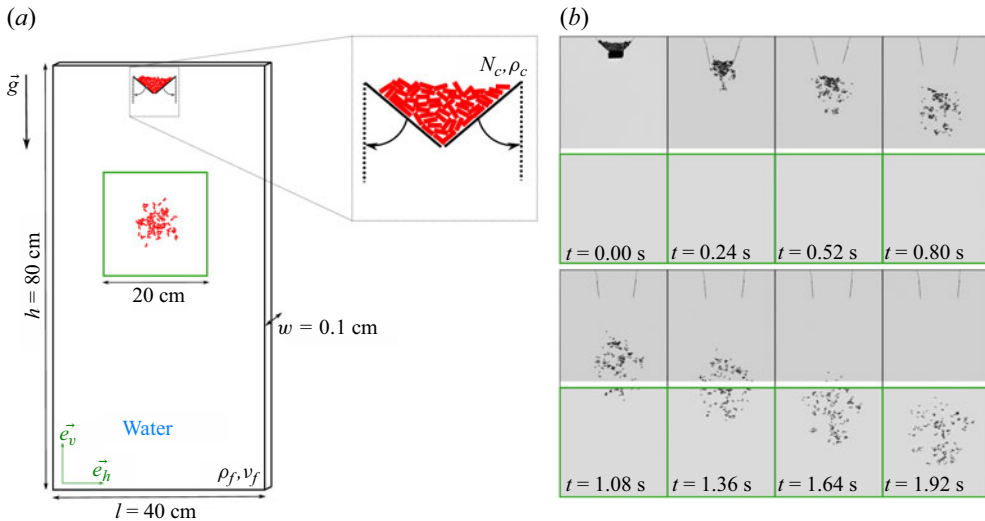 (a)
(b)
g⃗
N_c, ρ_c
h = 80 cm
20 cm
w = 0.1 cm
Water
e⃗_v
e⃗_h
ρ_f, ν_f
l = 40 cm
t = 0.00 s
t = 0.24 s
t = 0.52 s
t = 0.80 s
t = 1.08 s
t = 1.36 s
t = 1.64 s
t = 1.92 s